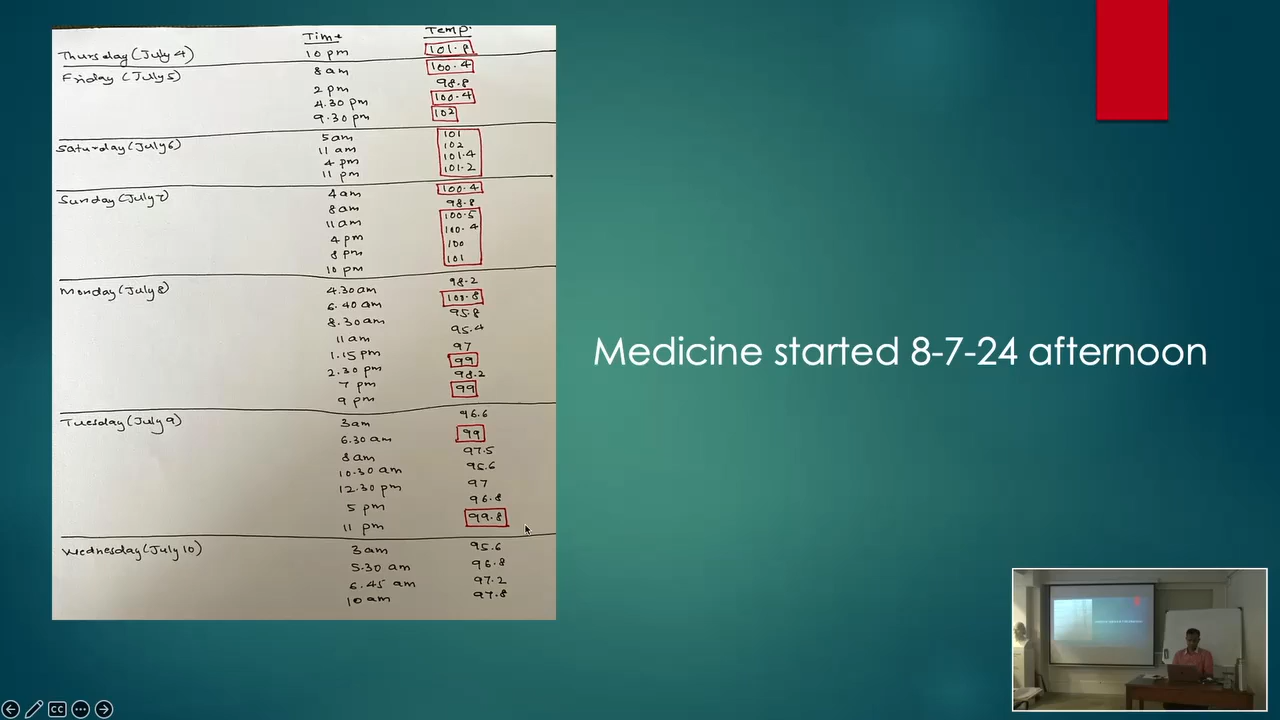 Time Temp.
Thursday (July 4) 10 pm 101.8
Friday (July 5) 8 am 100.4
2 pm 98.8
4.30 pm 100.4
9.30 pm 102
Saturday (July 6) 5 am 101
11 am 102
4 pm 101.4
11 pm 101.2
Sunday (July 7) 4 am 100.4
8 am 98.8
11 am 100.5
4 pm 100.4
8 pm 100
10 pm 101
Monday (July 8) 4.30 am 98.2
6.40 am 100.8
8.30 am 95.8
11 am 95.4
1.15 pm 97
2.30 pm 99
7 pm 98.2
9 pm 99
Tuesday (July 9) 3 am 96.6
6.30 am 99
8 am 97.5
10.30 am 95.6
12.30 pm 97
5 pm 96.8
11 pm 99.8
Wednesday (July 10) 3 am 95.6
5.30 am 96.8
6.45 am 97.2
10 am 97.8
Medicine started 8-7-24 afternoon
CC